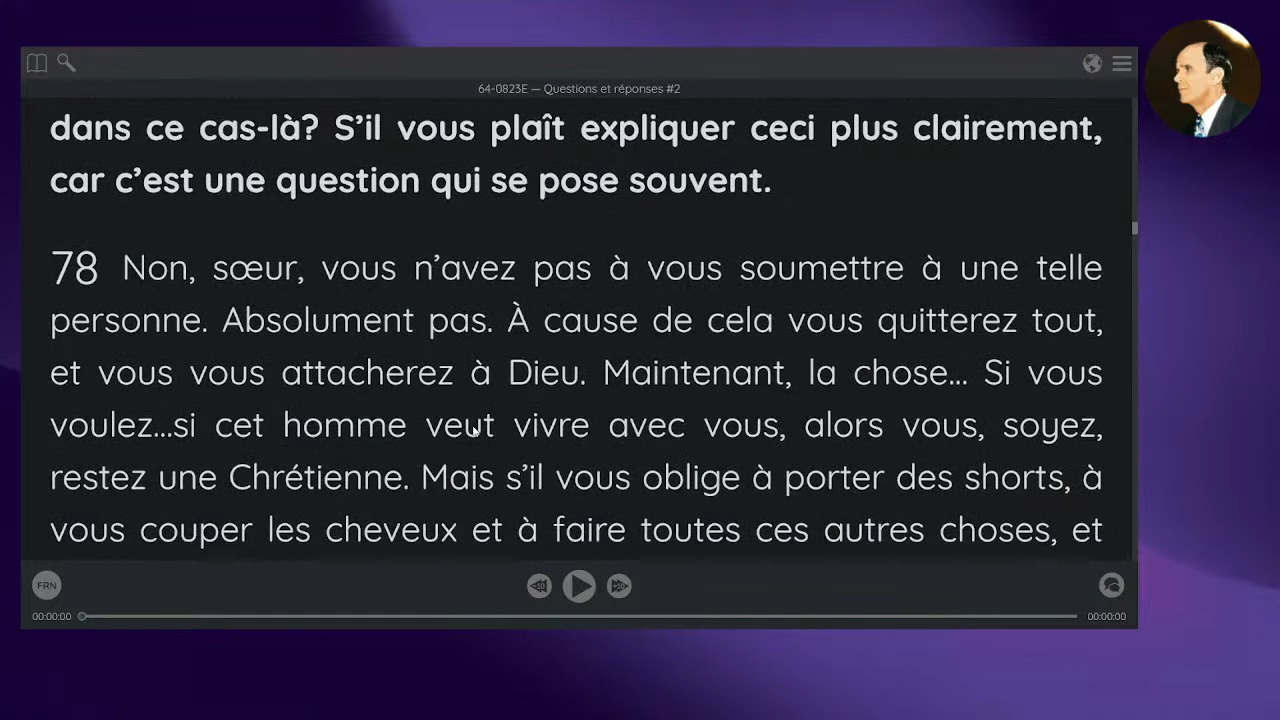 64-0823E — Questions et réponses #2
dans ce cas-là? S’il vous plaît expliquer ceci plus clairement,
car c’est une question qui se pose souvent.
78 Non, sœur, vous n’avez pas à vous soumettre à une telle
personne. Absolument pas. À cause de cela vous quitterez tout,
et vous vous attacherez à Dieu. Maintenant, la chose... Si vous
voulez...si cet homme veut vivre avec vous, alors vous, soyez,
restez une Chrétienne. Mais s’il vous oblige à porter des shorts, à
vous couper les cheveux et à faire toutes ces autres choses, et
FRN
00:00:00
00:00:00